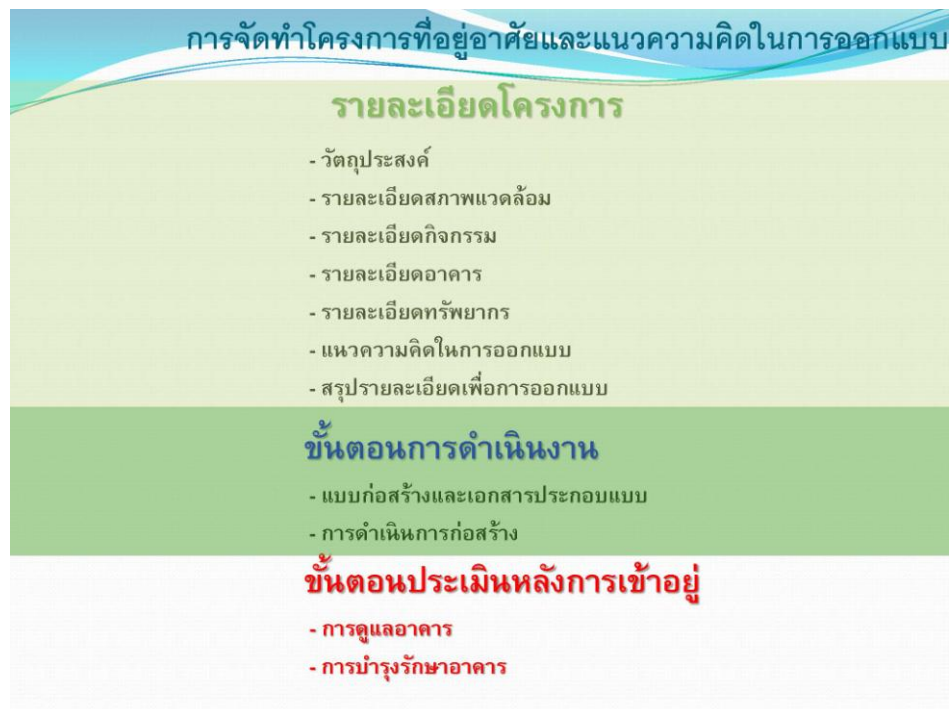 การจัดทำโครงการที่อยู่อาศัยและแนวความคิดในการออกแบบ
รายละเอียดโครงการ
- วัตถุประสงค์
- รายละเอียดสภาพแวดล้อม
- รายละเอียดกิจกรรม
- รายละเอียดอาคาร
- รายละเอียดทรัพยากร
- แนวความคิดในการออกแบบ
- สรุปรายละเอียดเพื่อการออกแบบ
ขั้นตอนการดำเนินงาน
- แบบก่อสร้างและเอกสารประกอบแบบ
- การดำเนินการก่อสร้าง
ขั้นตอนประเมินหลังการเข้าอยู่
- การดูแลอาคาร
- การบำรุงรักษาอาคาร